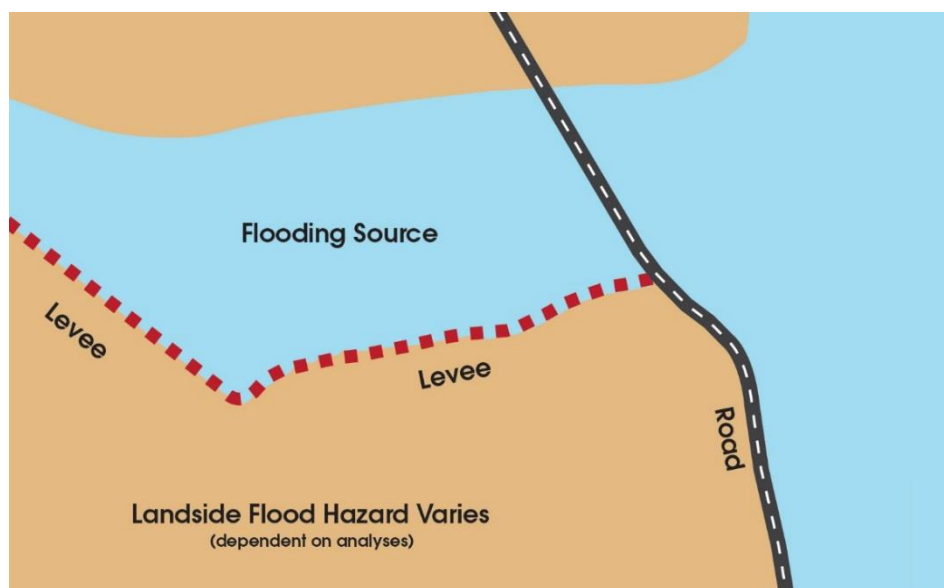 Flooding Source
Levee
Levee
Road
Landside Flood Hazard Varies
(dependent on analyses)